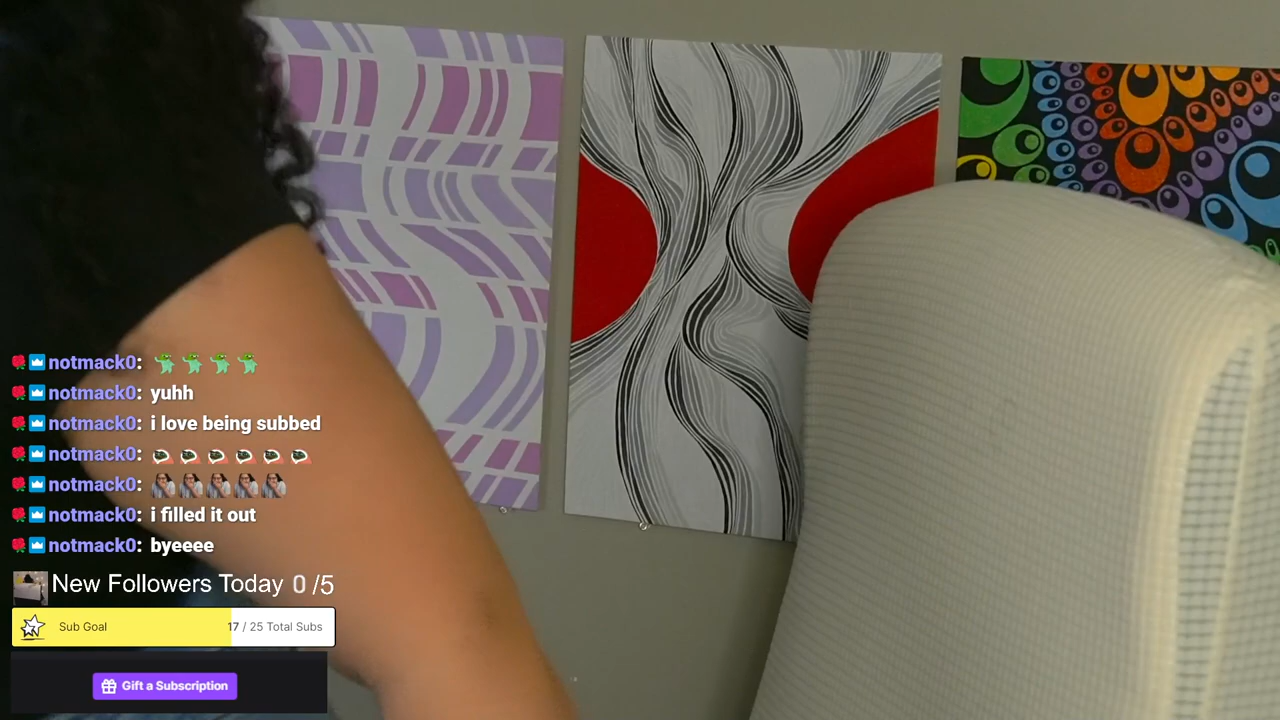 notmack0:
notmack0: yuhh
notmack0: i love being subbed
notmack0:
notmack0:
notmack0: i filled it out
notmack0: byeeee
New Followers Today 0 /5
Sub Goal 17 / 25 Total Subs
Gift a Subscription